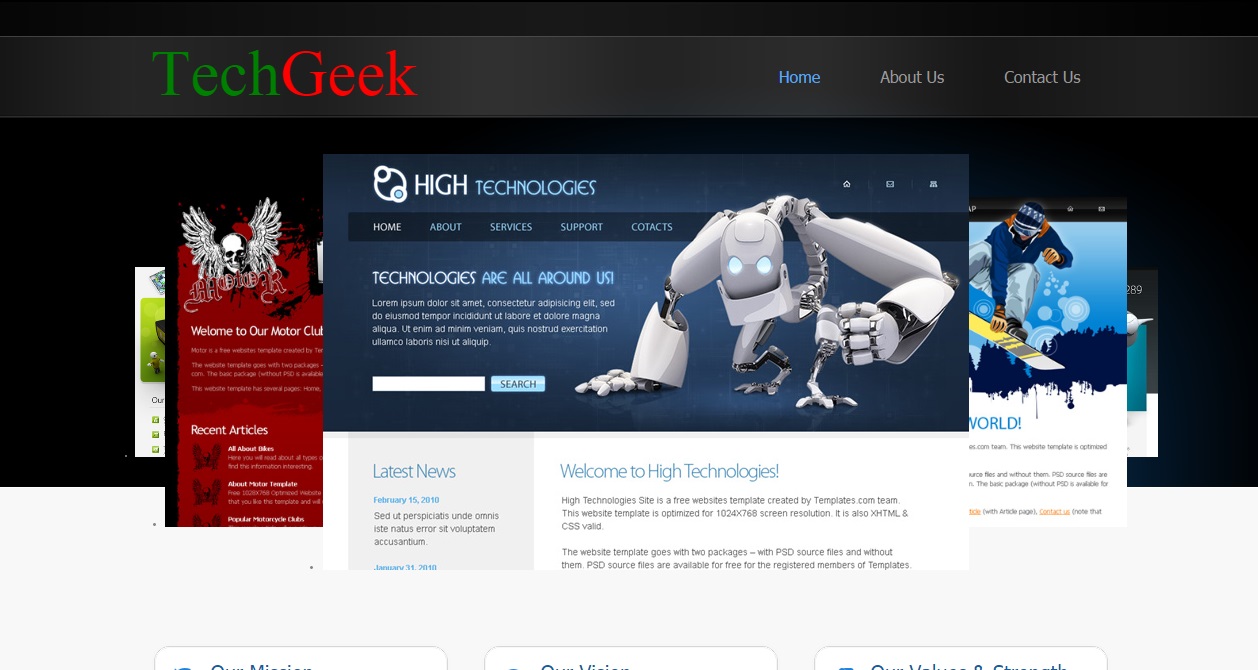 TechGeek
Home About Us Contact Us
HIGH TECHNOLOGIES
HOME ABOUT SERVICES SUPPORT COTACTS
TECHNOLOGIES ARE ALL AROUND US!
Lorem ipsum dolor sit amet, consectetur adipisicing elit, sed
do eiusmod tempor incididunt ut labore et dolore magna
aliqua. Ut enim ad minim veniam, quis nostrud exercitation
ullamco laboris nisi ut aliquip.
SEARCH
MotoR
Welome to Our Motor Club
Motor is a free websites template created by
The website template goes with two packages –
com. The basic package (without PSD is available
This website template has several pages: Home,
Recent Articles
All About Bikes
Here you will read about all types of
find this information interesting.
About Motor Template
Free 1028X768 Optimized Website
that you like the template and will
Popular Motorcycle Clubs
Our
289
WORLD!
es.com team. This website template is optimized
urce files and without them. PSD source files are
n. The basic package (without PSD is available for
(with Article page), Contact us (note that
Latest News
February 15, 2010
Sed ut perspiciatis unde omnis
iste natus error sit voluptatem
accusantium.
January 31, 2010
Welcome to High Technologies!
High Technologies Site is a free websites template created by Templates.com team.
This website template is optimized for 1024X768 screen resolution. It is also XHTML &
CSS valid.
The website template goes with two packages – with PSD source files and without
them. PSD source files are available for free for the registered members of Templates.
Our Mission
Our Vision
Our Values & Strength